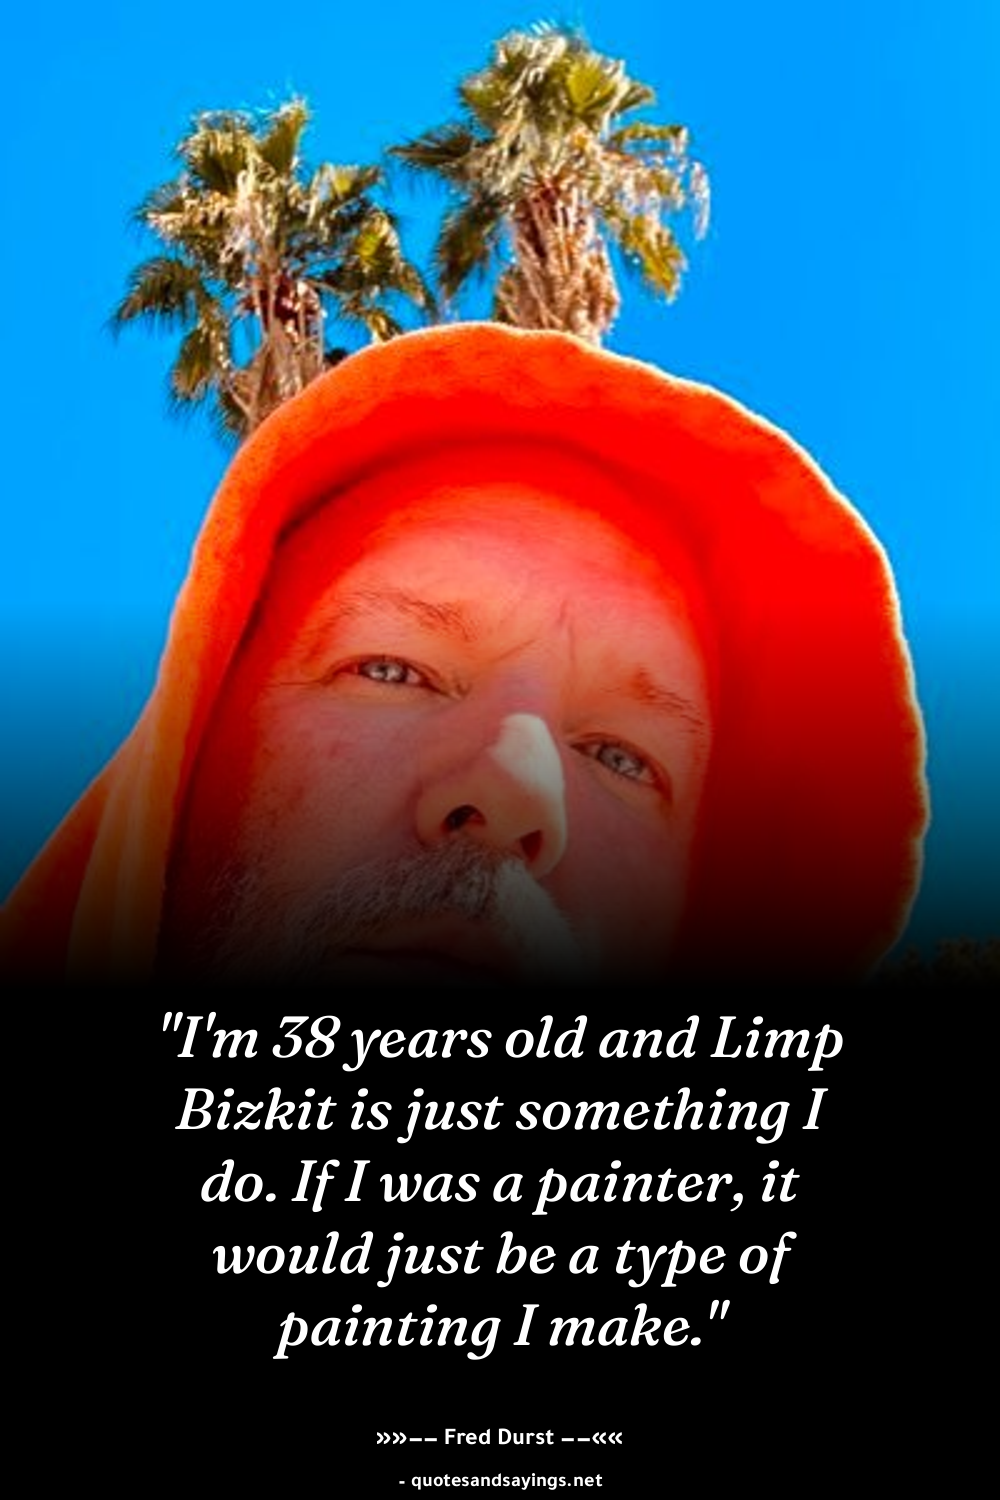 "I'm 38 years old and Limp
Bizkit is just something I
do. If I was a painter, it
would just be a type of
painting I make."
»»–– Fred Durst ––««
- quotesandsayings.net